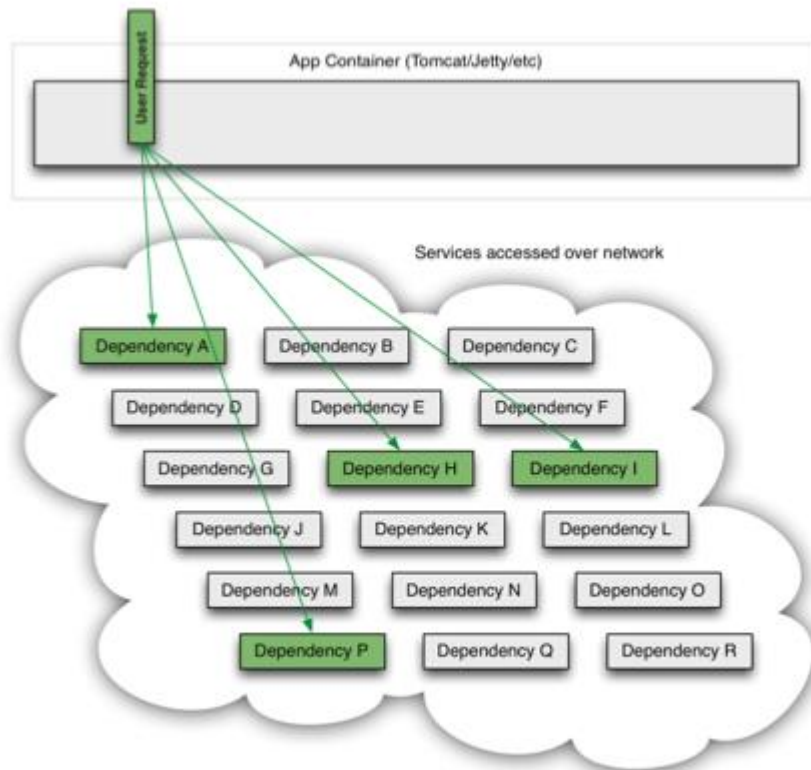 User Request
App Container (Tomcat/Jetty/etc)
Services accessed over network
Dependency A
Dependency B
Dependency C
Dependency D
Dependency E
Dependency F
Dependency G
Dependency H
Dependency I
Dependency J
Dependency K
Dependency L
Dependency M
Dependency N
Dependency O
Dependency P
Dependency Q
Dependency R